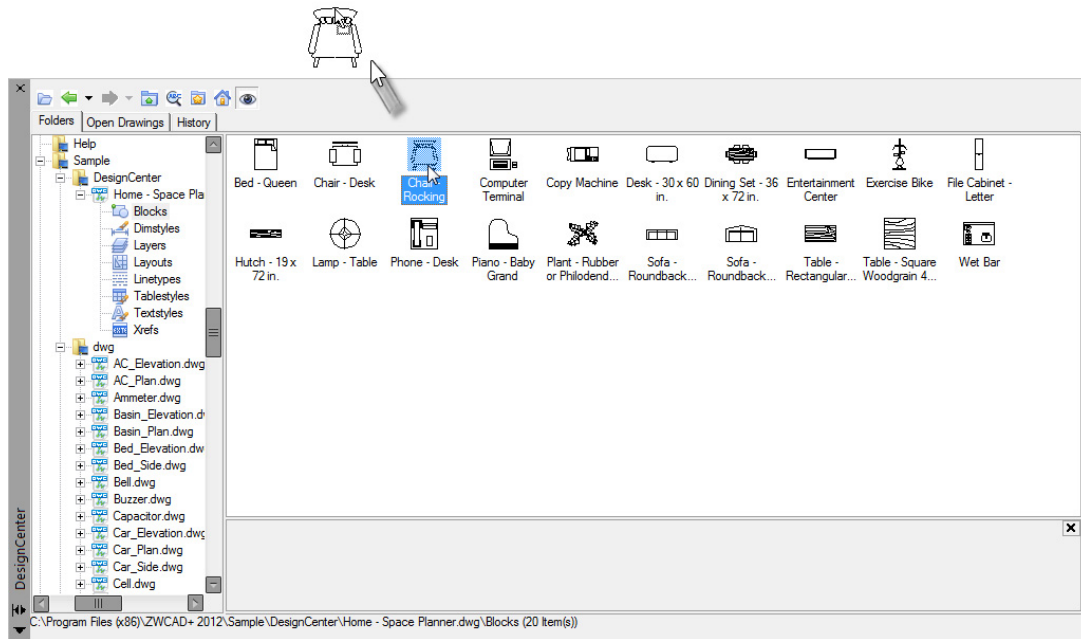 Folders Open Drawings History
Help
Sample
DesignCenter
Home - Space Pla
Blocks
Dimstyles
Layers
Layouts
Linetypes
Tablestyles
Textstyles
Xrefs
dwg
AC_Elevation.dwg
AC_Plan.dwg
Ammeter.dwg
Basin_Elevation.d
Basin_Plan.dwg
Bed_Elevation.dw
Bed_Side.dwg
Bell.dwg
Buzzer.dwg
Capacitor.dwg
Car_Elevation.dwg
Car_Plan.dwg
Car_Side.dwg
Cell.dwg
Bed - Queen
Chair - Desk
Chair -
Rocking
Computer
Terminal
Copy Machine
Desk - 30 x 60
in.
Dining Set - 36
x 72 in.
Entertainment
Center
Exercise Bike
File Cabinet -
Letter
Hutch - 19 x
72 in.
Lamp - Table
Phone - Desk
Piano - Baby
Grand
Plant - Rubber
or Philodend...
Sofa -
Roundback...
Sofa -
Roundback...
Table -
Rectangular...
Table - Square
Woodgrain 4...
Wet Bar
DesignCenter
C:\Program Files (x86)\ZWCAD+ 2012\Sample\DesignCenter\Home - Space Planner.dwg\Blocks (20 Item(s))